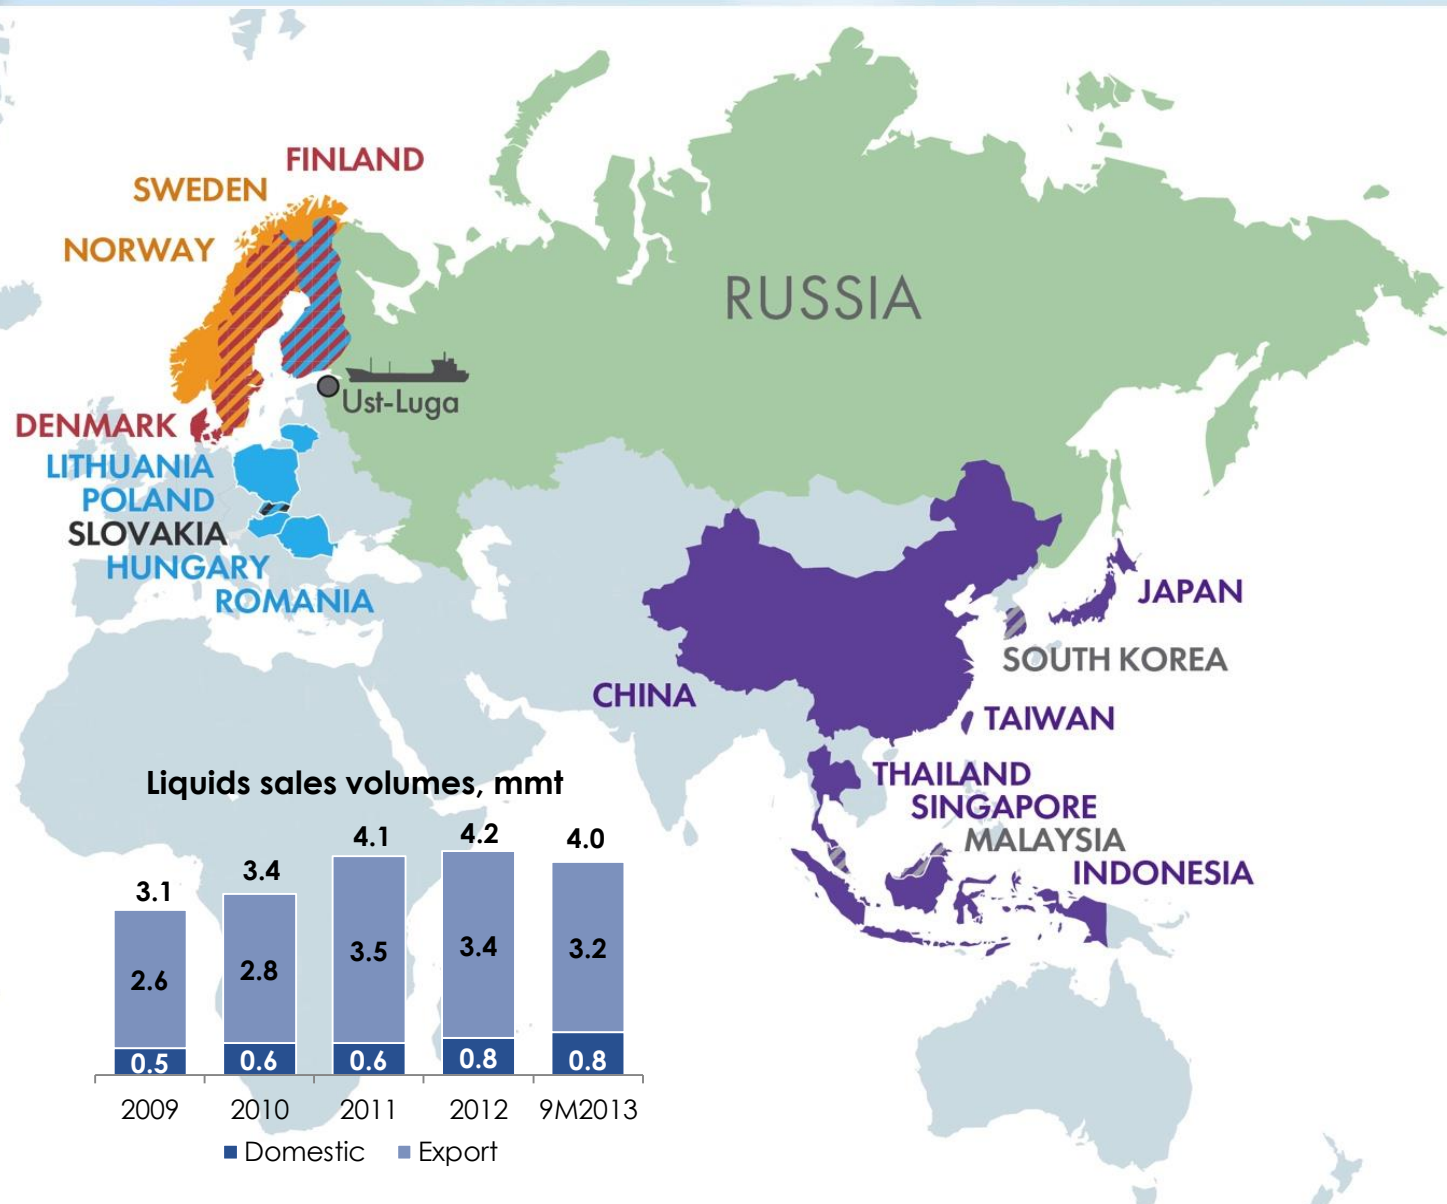 FINLAND
SWEDEN
NORWAY
RUSSIA
Ust-Luga
DENMARK
LITHUANIA
POLAND
SLOVAKIA
HUNGARY
ROMANIA
JAPAN
SOUTH KOREA
CHINA
TAIWAN
THAILAND
SINGAPORE
MALAYSIA
INDONESIA
Liquids sales volumes, mmt
3.1 3.4 4.1 4.2 4.0
2.6 2.8 3.5 3.4 3.2
0.5 0.6 0.6 0.8 0.8
2009 2010 2011 2012 9M2013
Domestic Export